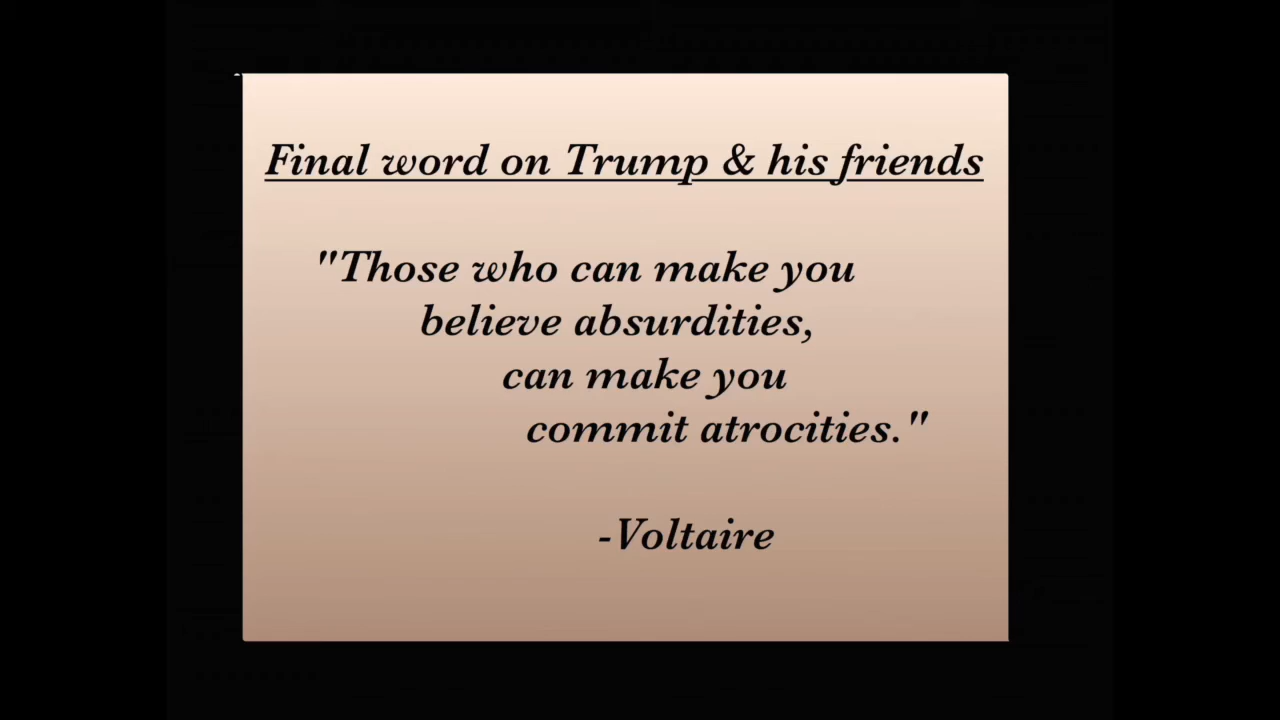 Final word on Trump & his friends
"Those who can make you
believe absurdities,
can make you
commit atrocities."
-Voltaire